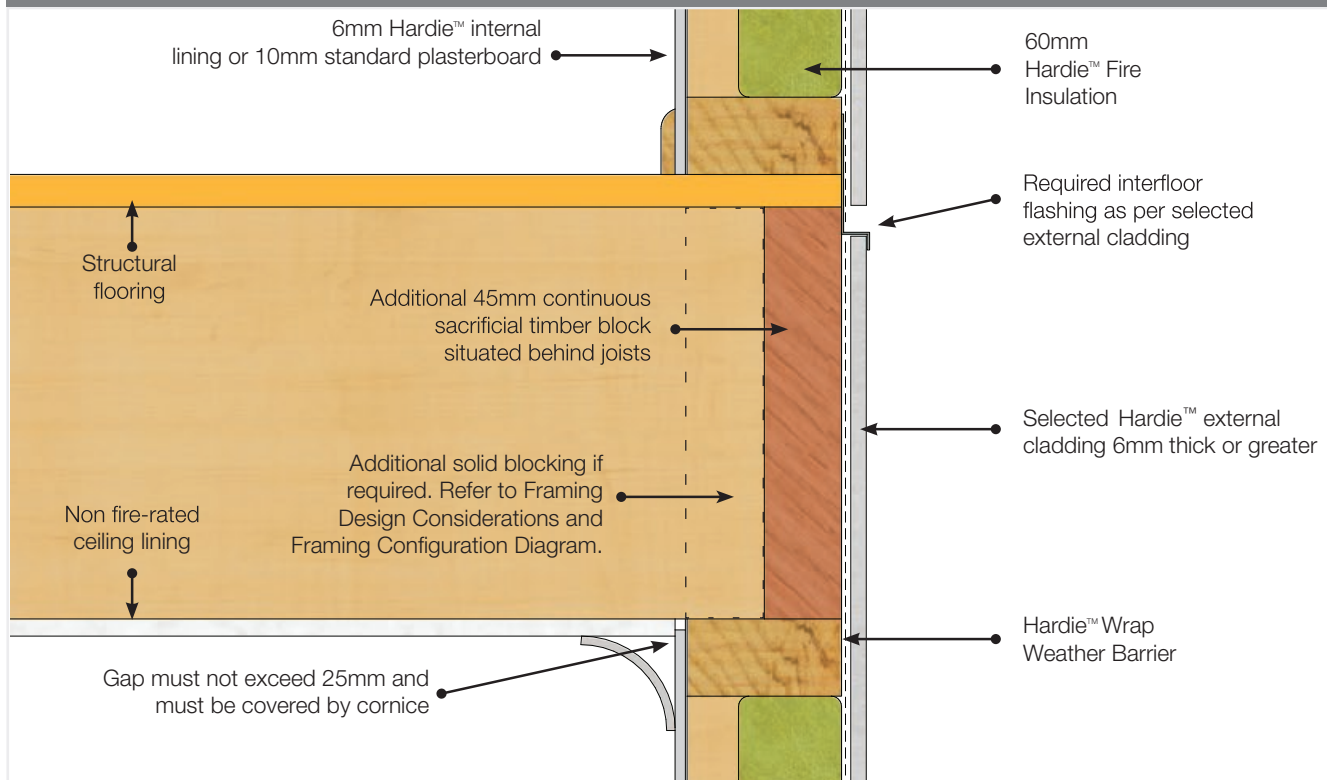 6mm Hardie™ internal
lining or 10mm standard plasterboard
60mm
Hardie™ Fire
Insulation
Required interfloor
flashing as per selected
external cladding
Structural
flooring
Additional 45mm continuous
sacrificial timber block
situated behind joists
Selected Hardie™ external
cladding 6mm thick or greater
Additional solid blocking if
required. Refer to Framing
Design Considerations and
Framing Configuration Diagram.
Non fire-rated
ceiling lining
Hardie™ Wrap
Weather Barrier
Gap must not exceed 25mm and
must be covered by cornice